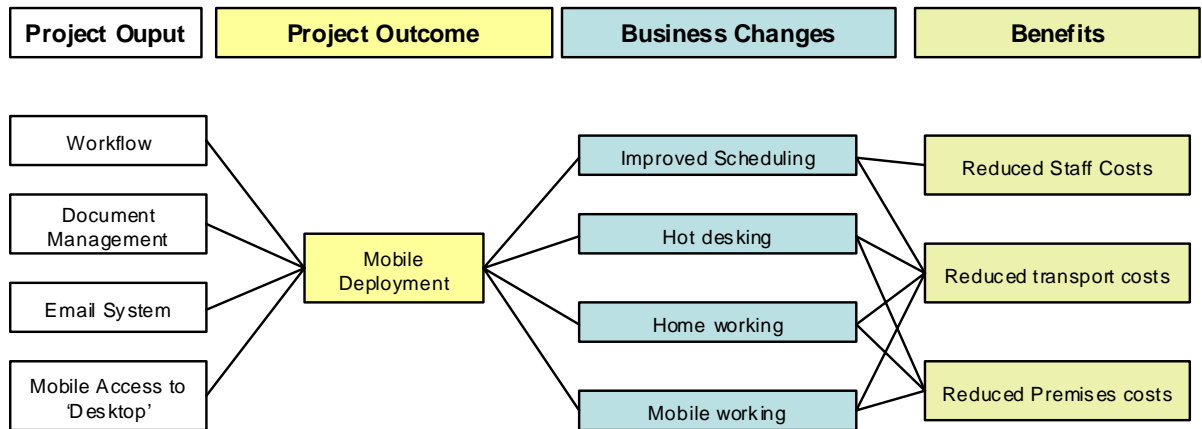 Project Ouput
Project Outcome
Business Changes
Benefits
Workflow
Document
Management
Email System
Mobile Access to
‘Desktop’
Mobile
Deployment
Improved Scheduling
Hot desking
Home working
Mobile working
Reduced Staff Costs
Reduced transport costs
Reduced Premises costs